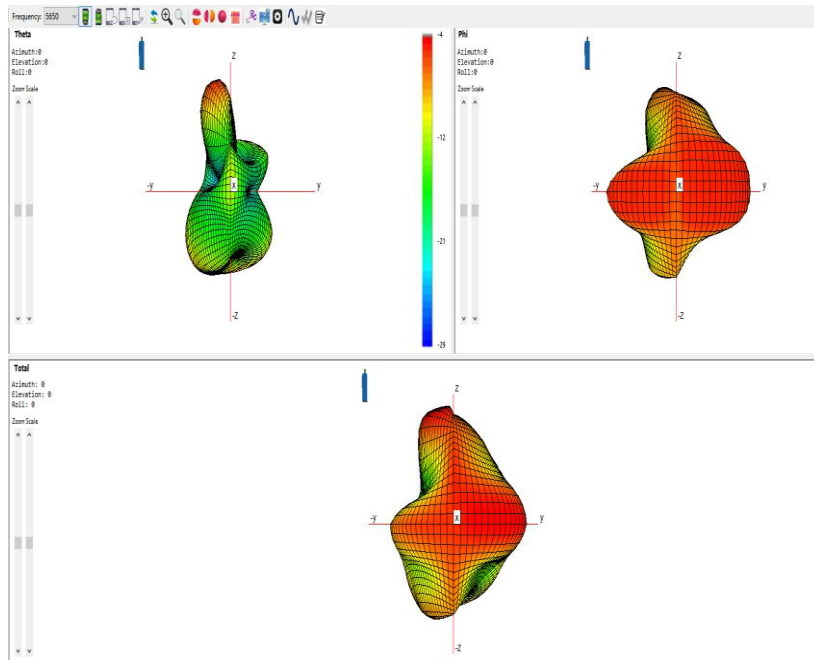 Frequency: 5650
Theta
Azimuth:0
Elevation:0
Roll:0
Zoom Scale
Z
-y
X
y
-Z
-4
-12
-21
-29
Phi
Azimuth:0
Elevation:0
Roll:0
Zoom Scale
Z
-y
X
y
-Z
Total
Azimuth: 0
Elevation: 0
Roll: 0
Zoom Scale
Z
-y
X
y
-Z